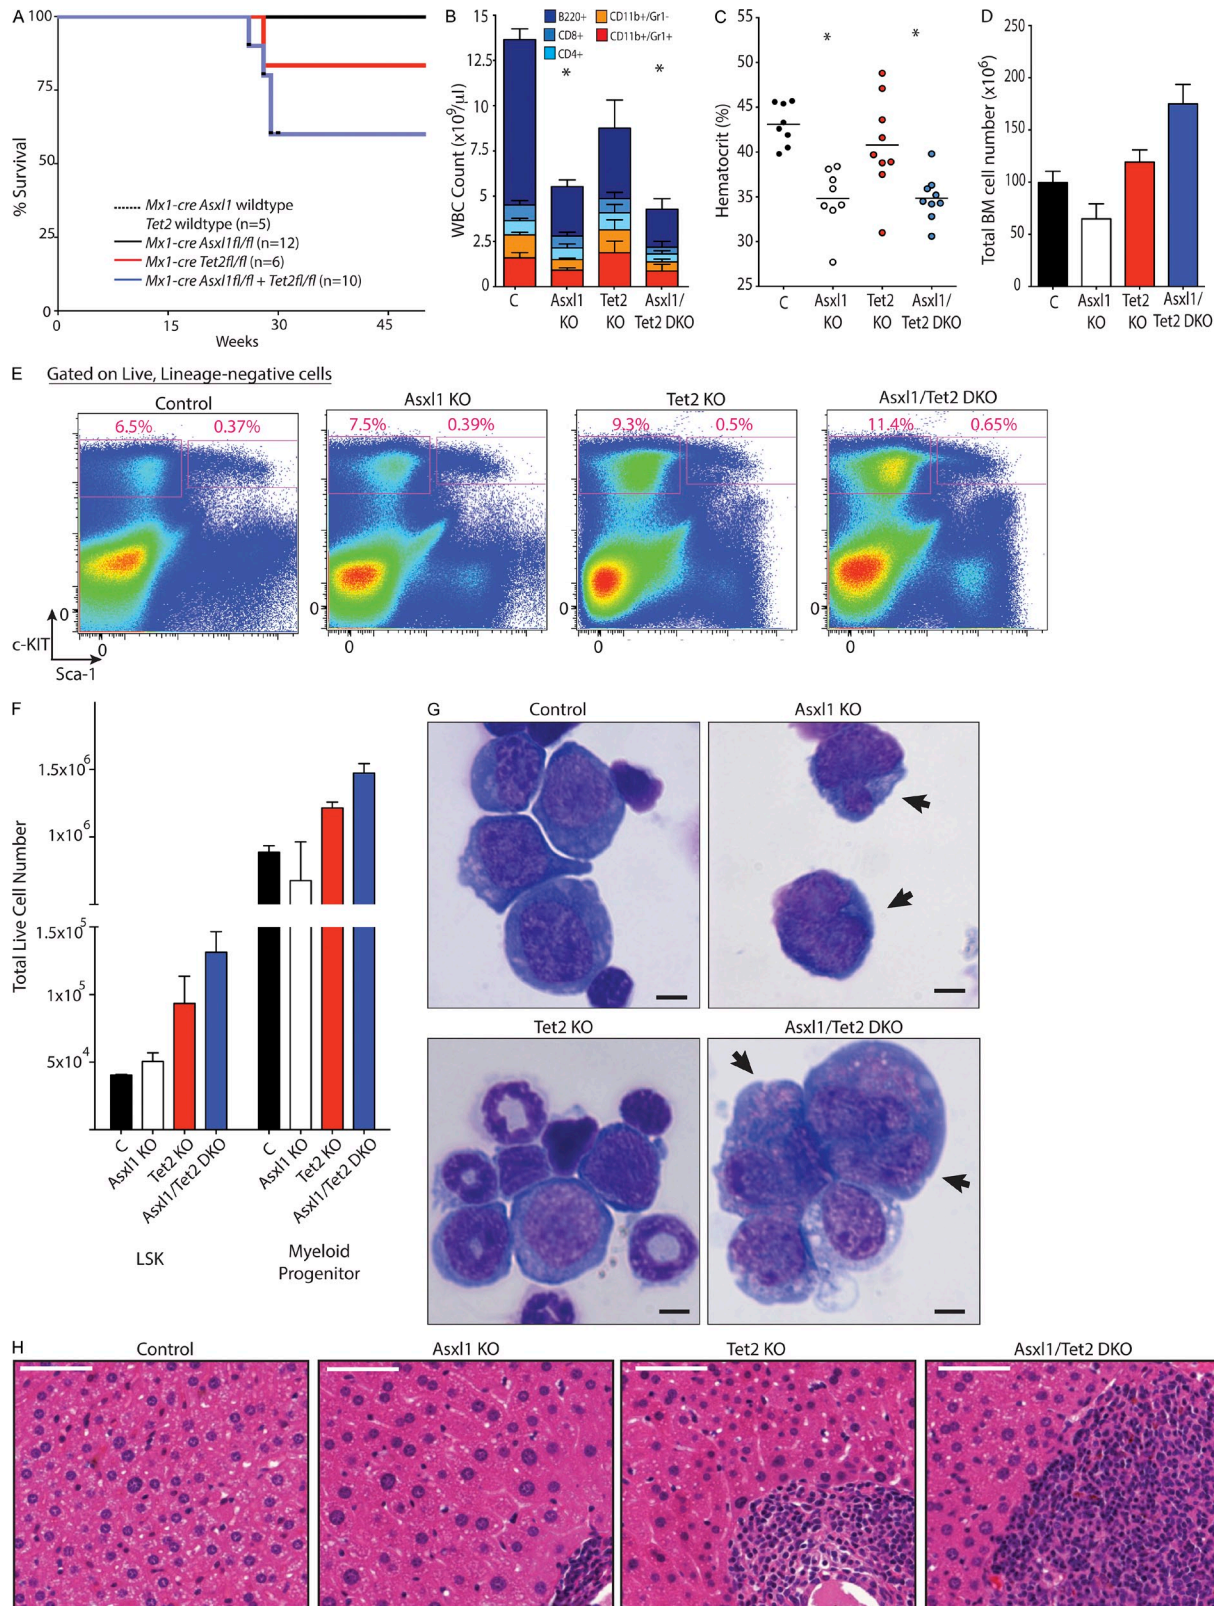 A
100
75
50
25
0
% Survival
0 15 30 45
Weeks
Mx1-cre Asxl1 wildtype
Tet2 wildtype (n=5)
Mx1-cre Asxl1fl/fl (n=12)
Mx1-cre Tet2fl/fl (n=6)
Mx1-cre Asxl1fl/fl + Tet2fl/fl (n=10)
B
B220+
CD8+
CD4+
CD11b+/Gr1-
CD11b+/Gr1+
15
12.5
10
7.5
5
2.5
0
WBC Count (x10⁹/µl)
* *
C
Asxl1
KO
Tet2
KO
Asxl1/
Tet2 DKO
C
* *
45
40
35
30
25
Hematocrit (%)
C
Asxl1
KO
Tet2
KO
Asxl1/
Tet2 DKO
D
250
200
150
100
50
0
Total BM cell number (x10⁶)
C
Asxl1
KO
Tet2
KO
Asxl1/
Tet2 DKO
E Gated on Live, Lineage-negative cells
Control
6.5% 0.37%
Asxl1 KO
7.5% 0.39%
Tet2 KO
9.3% 0.5%
Asxl1/Tet2 DKO
11.4% 0.65%
0 0 0 0
0 0 0 0
c-KIT
Sca-1
F
1.5x10⁶
1x10⁶
1.5x10⁵
1x10⁵
5x10⁴
Total Live Cell Number
C
Asxl1 KO
Tet2 KO
Asxl1/Tet2 DKO
C
Asxl1 KO
Tet2 KO
Asxl1/Tet2 DKO
LSK
Myeloid
Progenitor
G
Control
Asxl1 KO
Tet2 KO
Asxl1/Tet2 DKO
H
Control
Asxl1 KO
Tet2 KO
Asxl1/Tet2 DKO